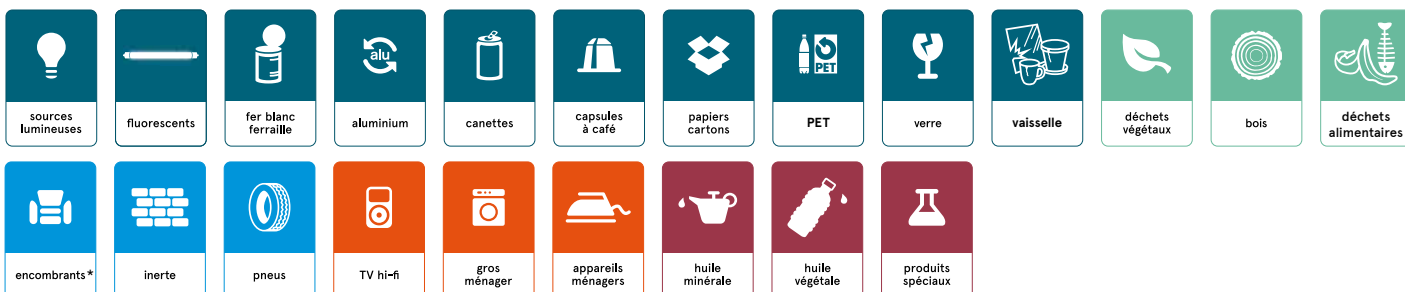 sources
lumineuses
fluorescents
fer blanc
ferraille
alu
aluminium
canettes
capsules
à café
papiers
cartons
PET
PET
verre
vaisselle
déchets
végétaux
bois
déchets
alimentaires
encombrants*
inerte
pneus
TV hi-fi
gros
ménager
appareils
ménagers
huile
minérale
huile
végétale
produits
spéciaux